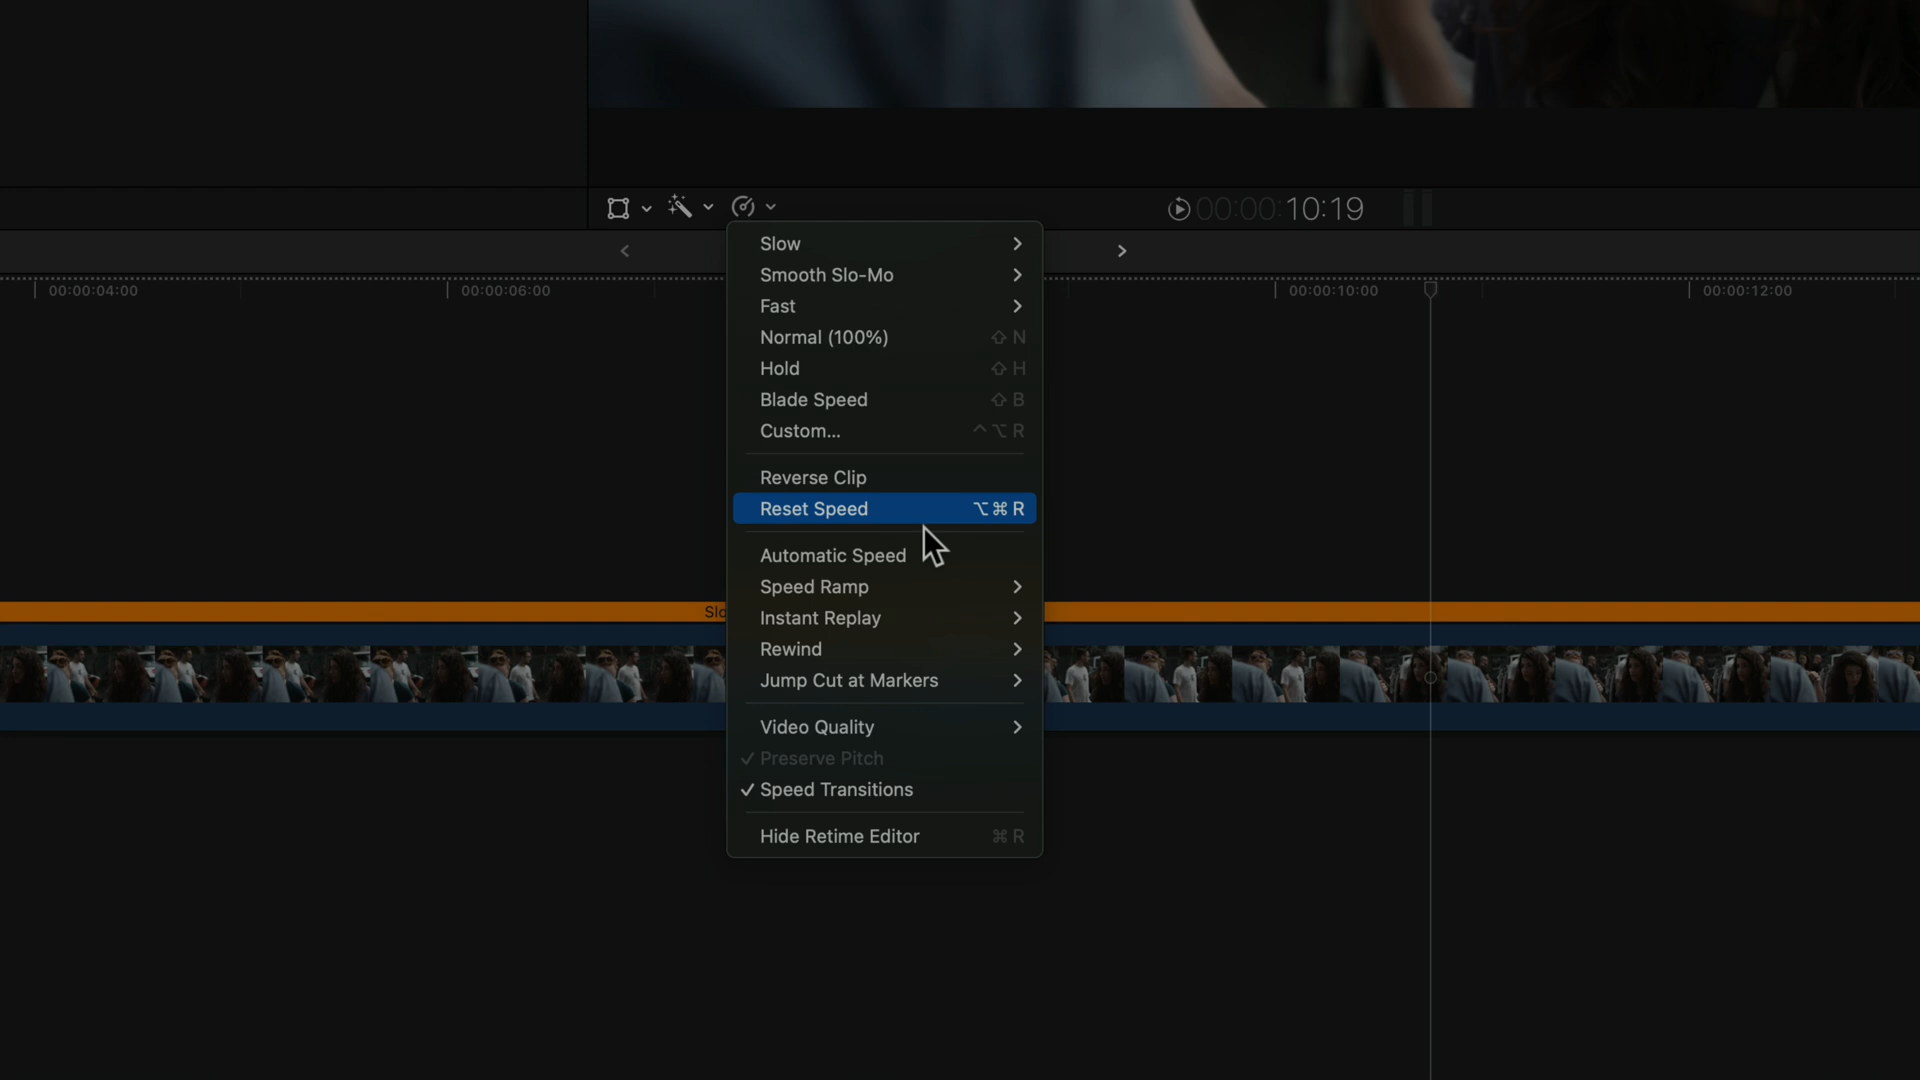 00:00:10:19
00:00:04:00
00:00:06:00
00:00:10:00
00:00:12:00
Slow
Smooth Slo-Mo
Fast
Normal (100%) ⇧ N
Hold ⇧ H
Blade Speed ⇧ B
Custom... ^ ⌥ R
Reverse Clip
Reset Speed ⌥ ⌘ R
Automatic Speed
Speed Ramp
Slo
Instant Replay
Rewind
Jump Cut at Markers
Video Quality
✓ Preserve Pitch
✓ Speed Transitions
Hide Retime Editor ⌘ R